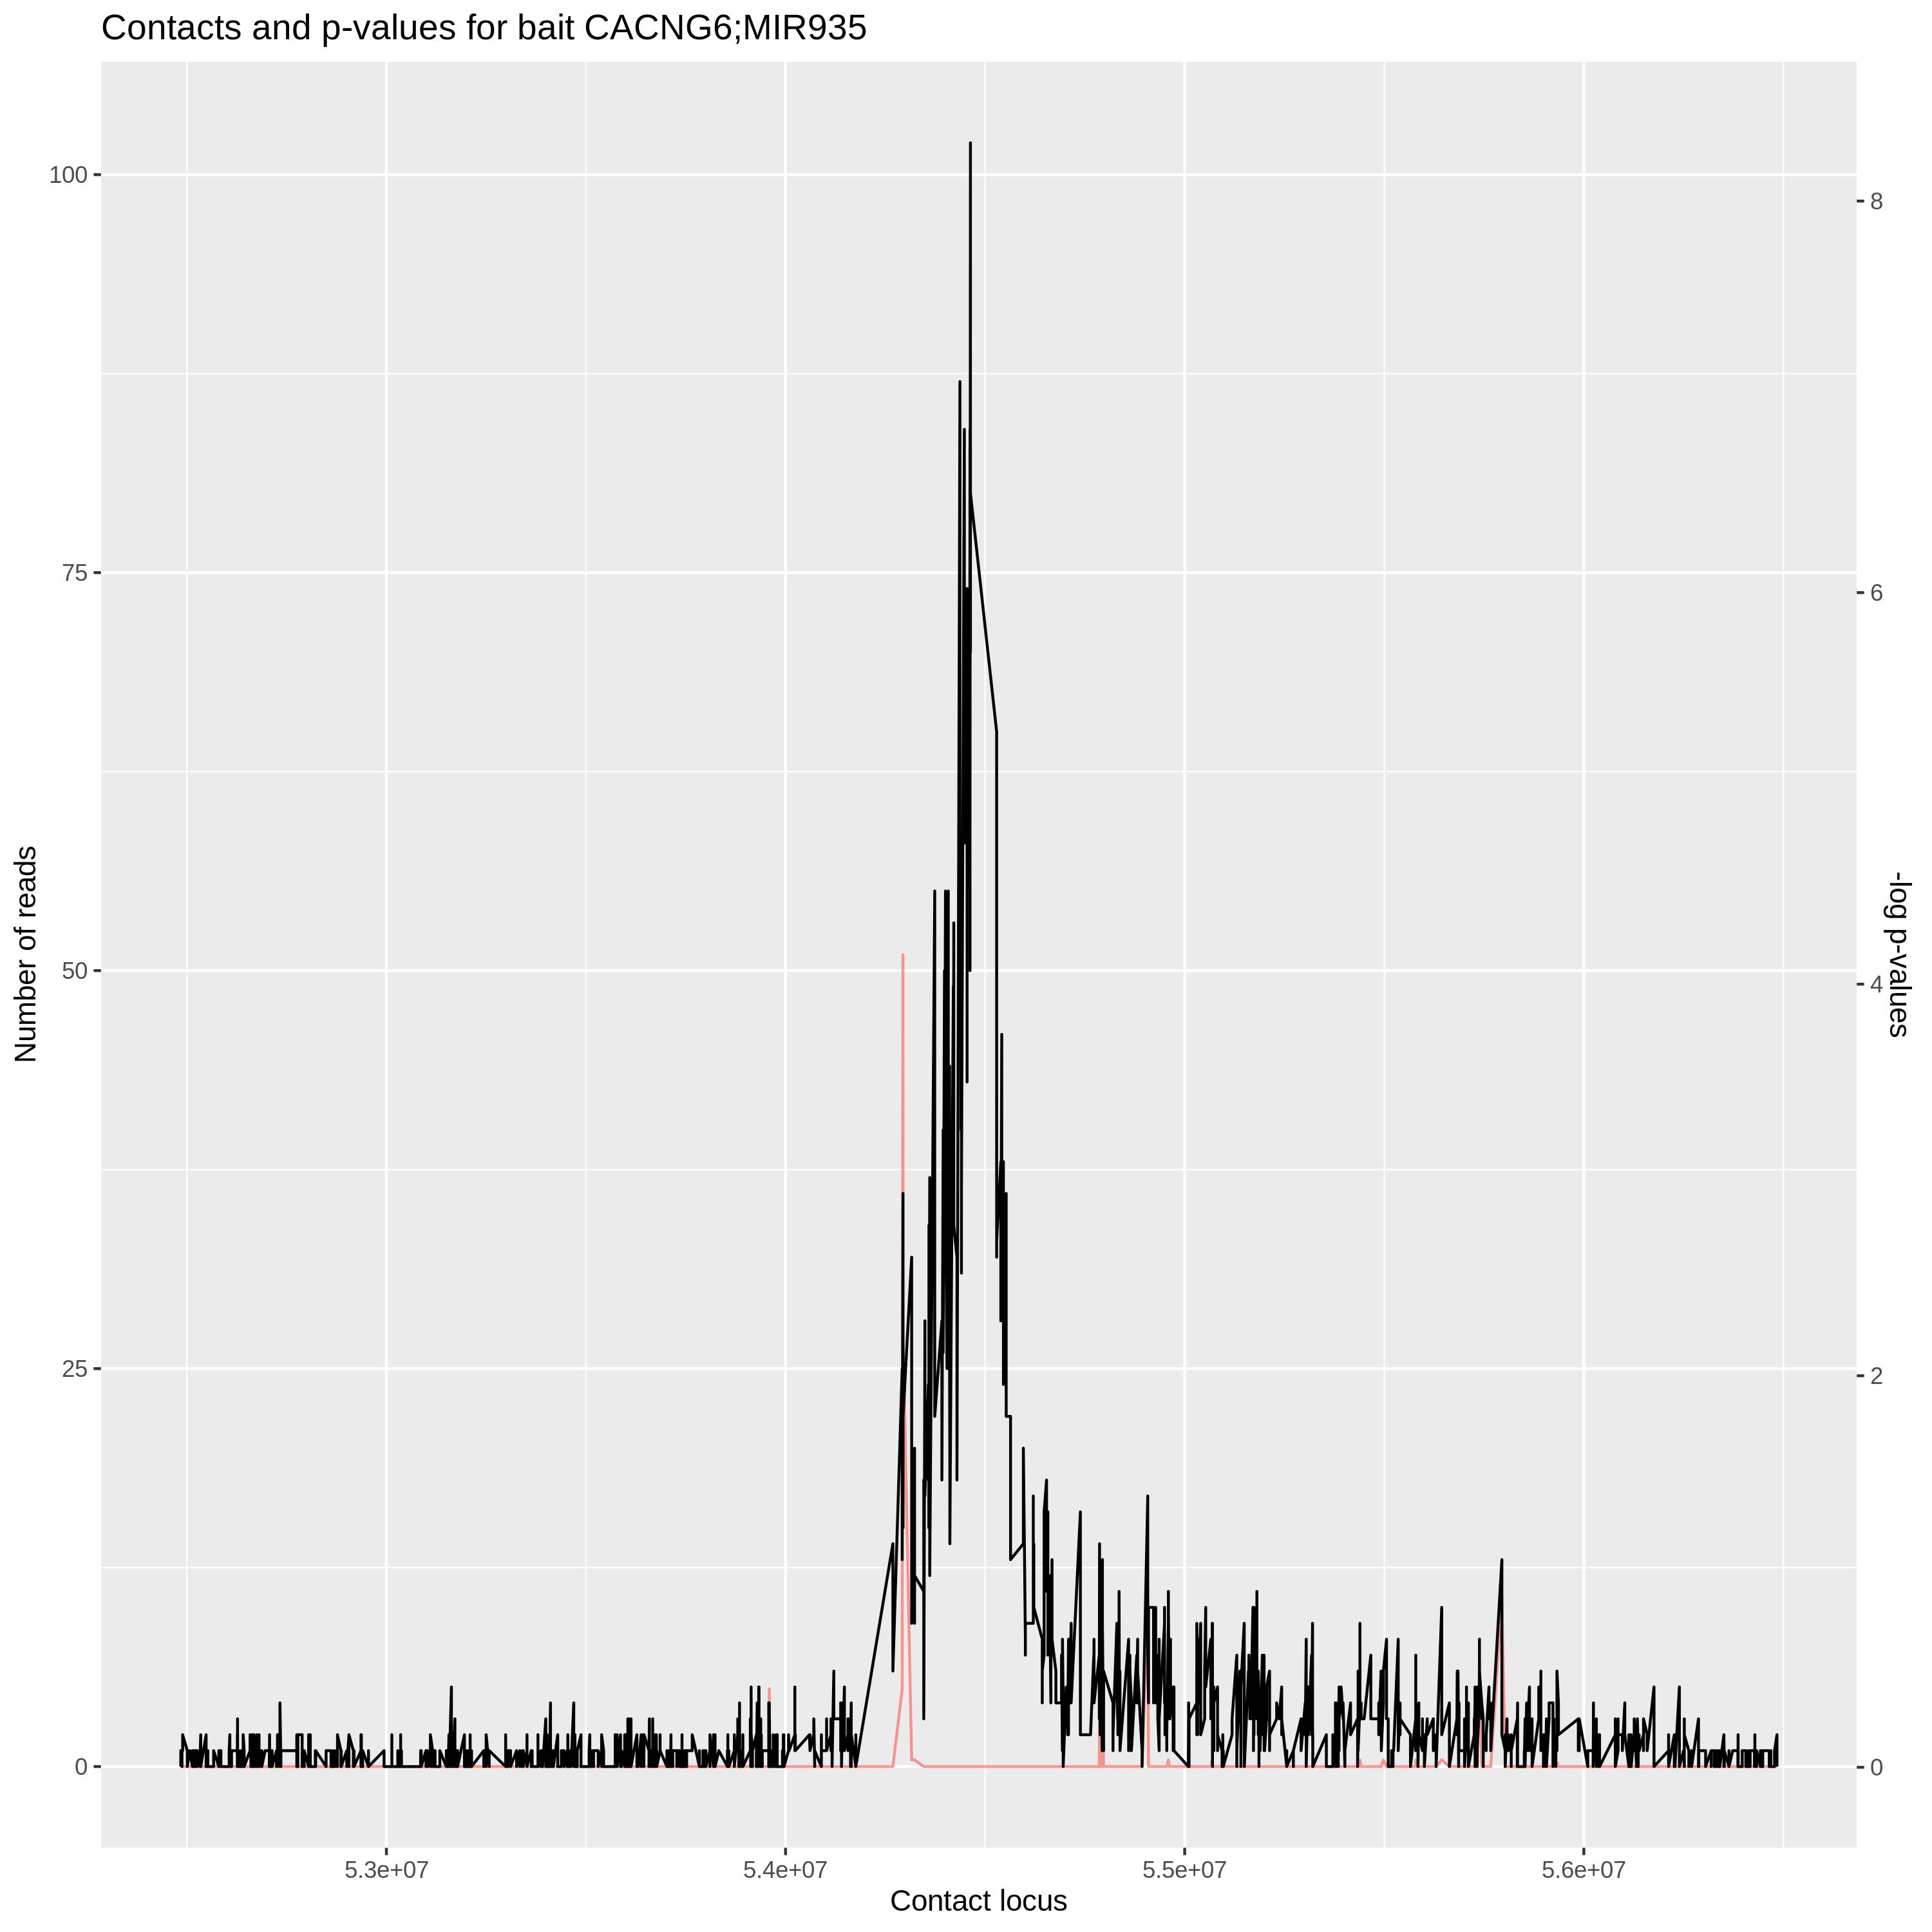 Contacts and p-values for bait CACNG6;MIR935
100
75
50
25
0
Number of reads
8
6
4
2
0
-log p-values
5.3e+07
5.4e+07
5.5e+07
5.6e+07
Contact locus